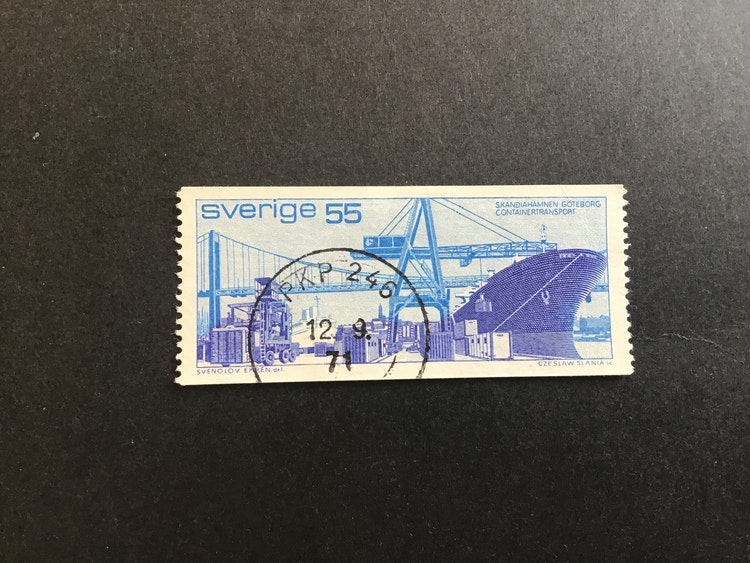 sverige 55
SKANDIAHAMNEN GÖTEBORG
CONTAINERTRANSPORT
PKP 246
12. 9.
71
SVENOLOV EHRÉN del.
CZESLAW SLANIA sc.